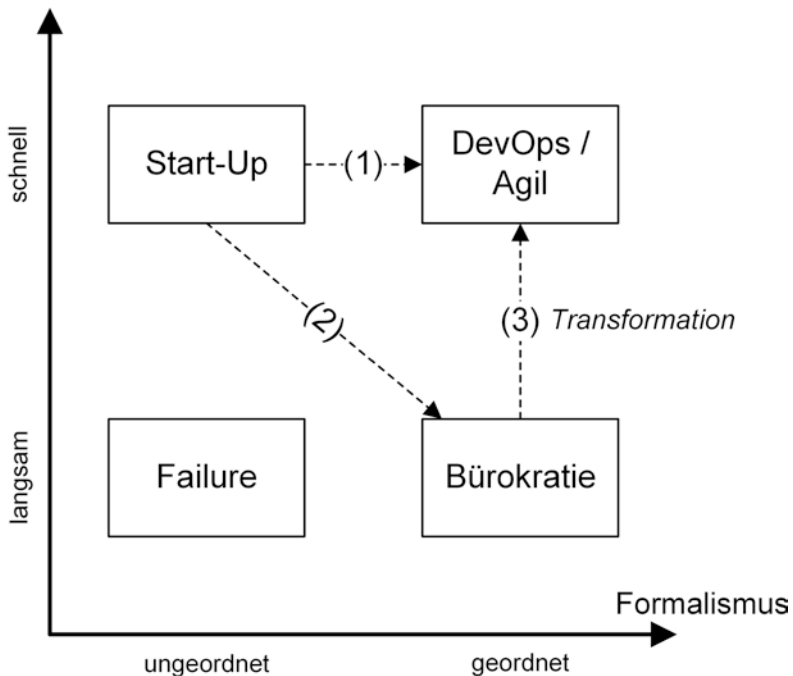 schnell
Start-Up
(1)
DevOps /
Agil
(2)
(3) Transformation
langsam
Failure
Bürokratie
Formalismus
ungeordnet
geordnet